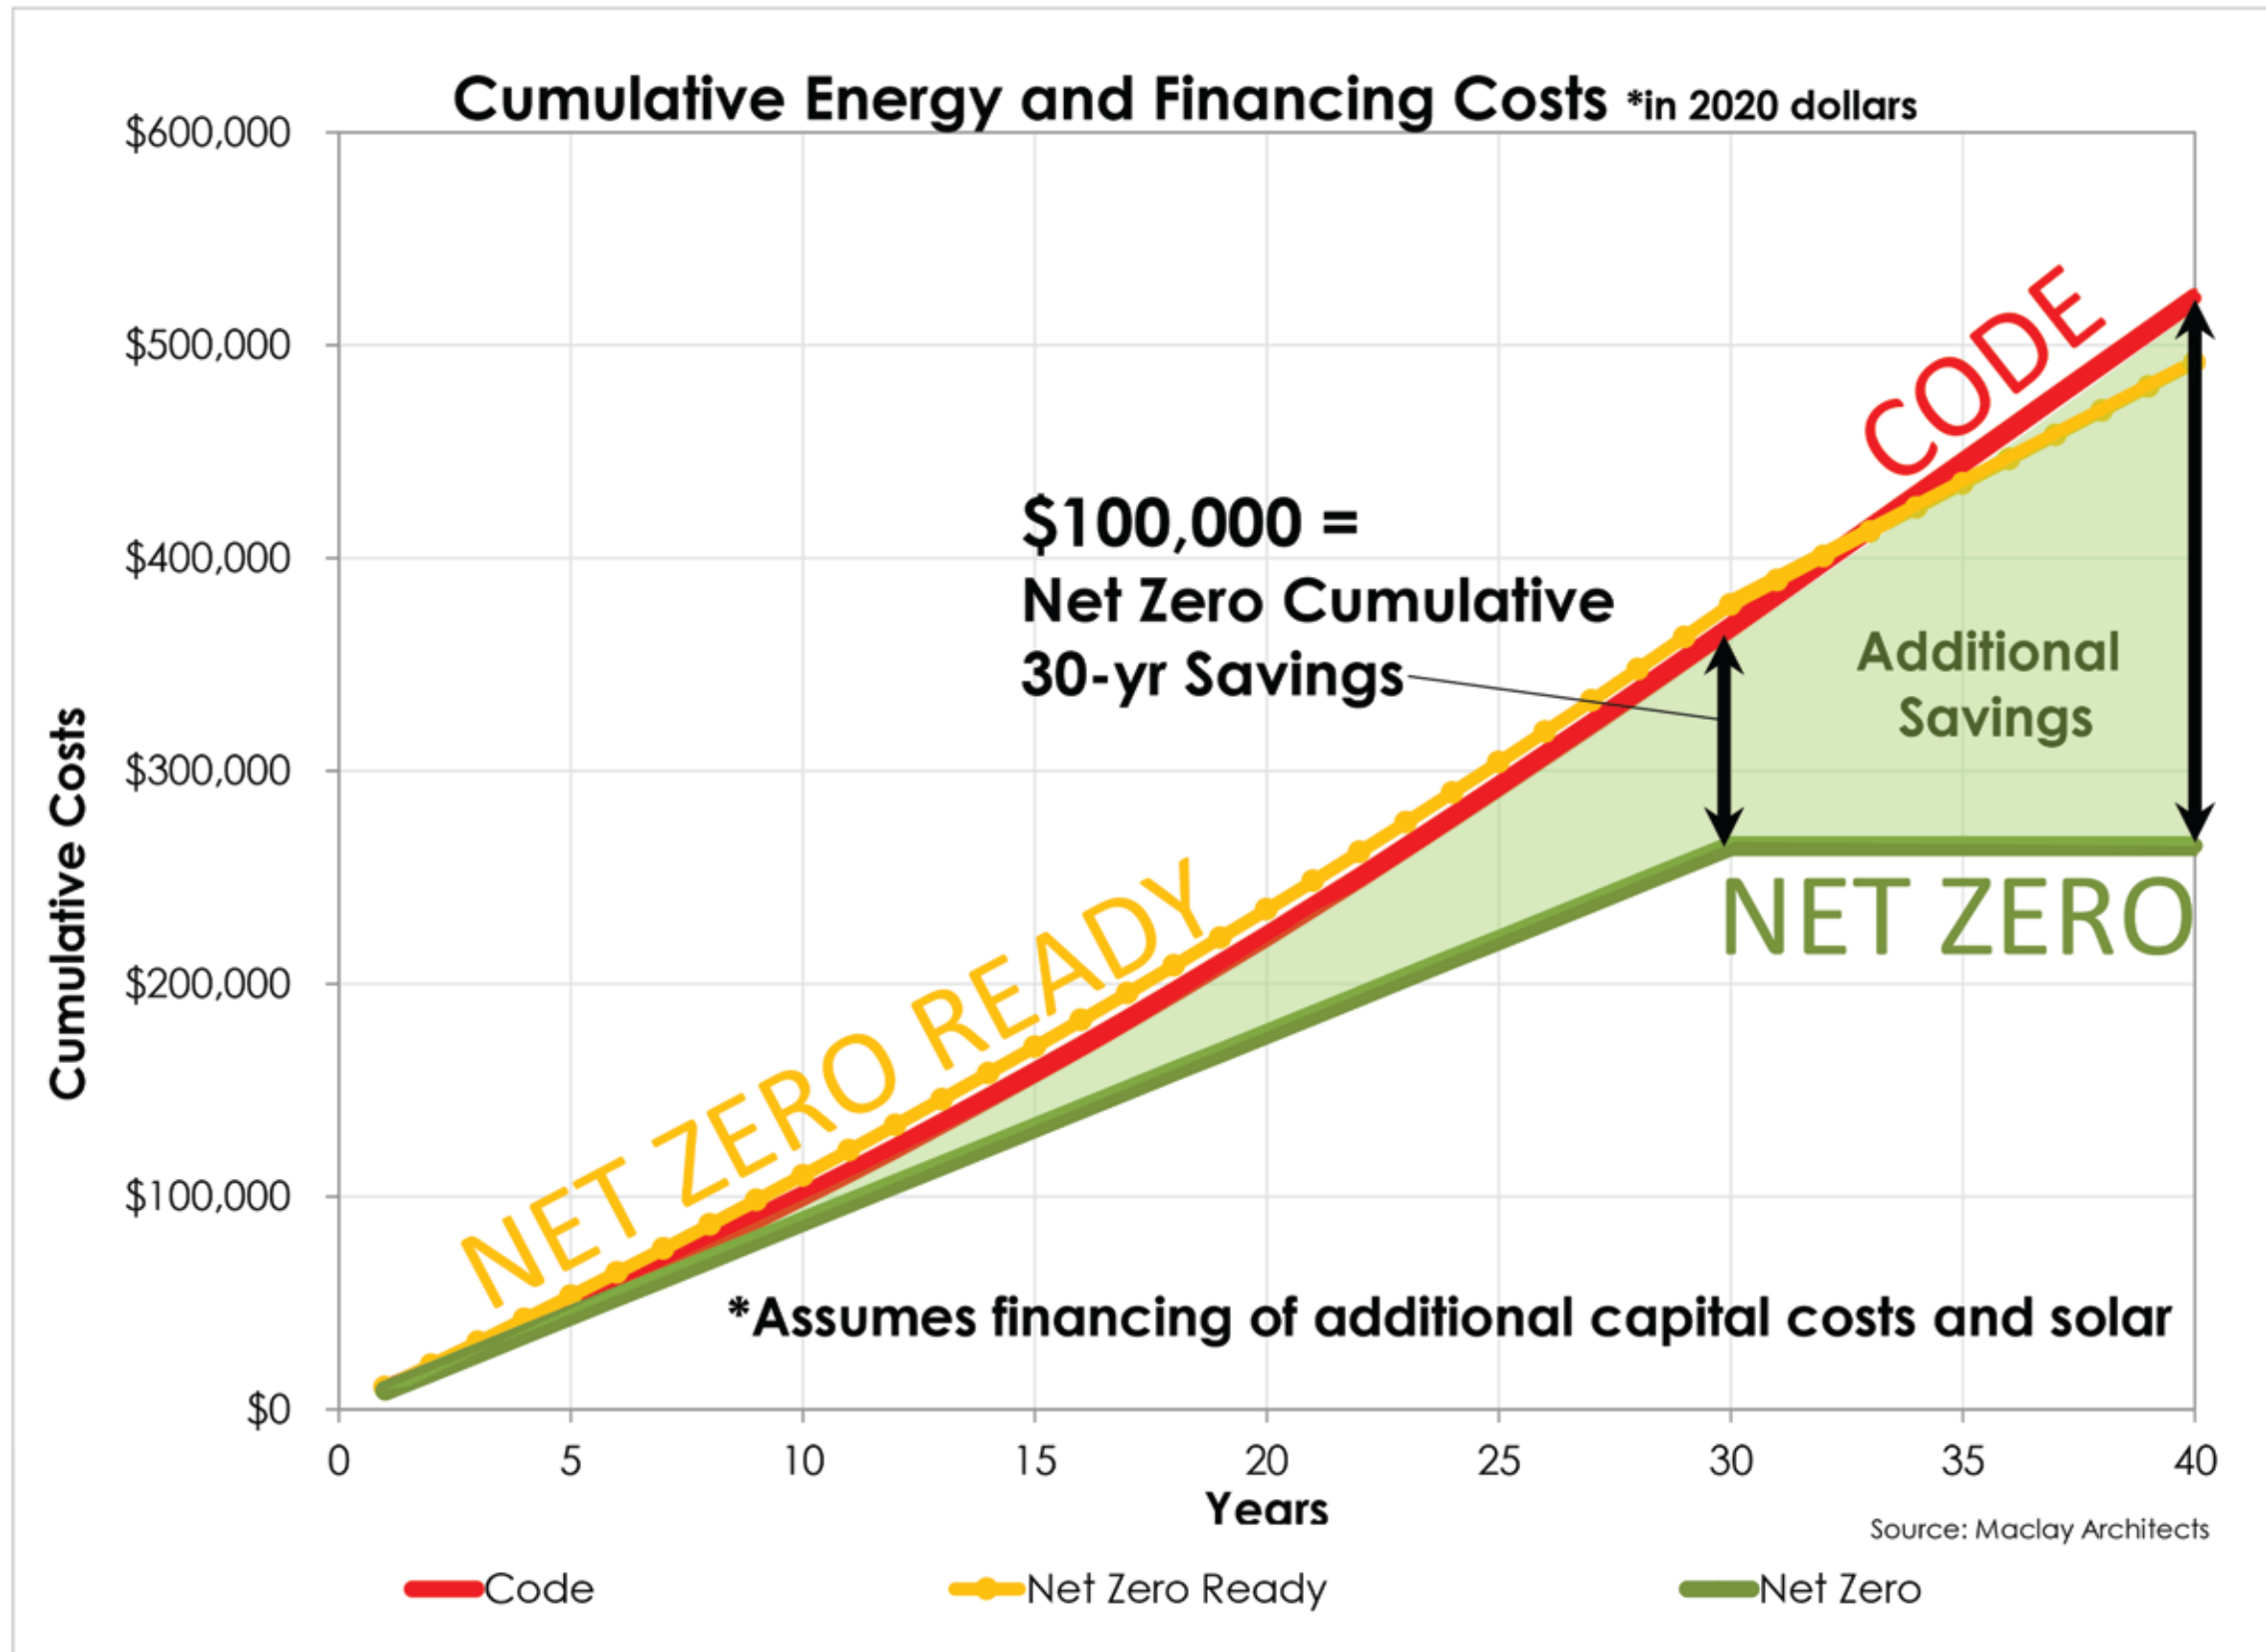 Cumulative Energy and Financing Costs *in 2020 dollars
$600,000
$500,000
$400,000
$300,000
$200,000
$100,000
$0
Cumulative Costs
CODE
$100,000 =
Net Zero Cumulative
30-yr Savings
Additional
Savings
NET ZERO
NET ZERO READY
*Assumes financing of additional capital costs and solar
0 5 10 15 20 25 30 35 40
Years
Source: Maclay Architects
Code Net Zero Ready Net Zero